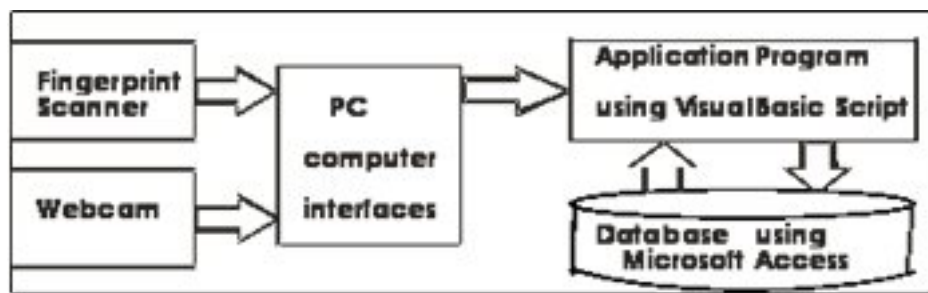 Fingerprint
Scanner
Webcam
PC
computer
interfaces
Application Program
using VisualBasic Script
Database using
Microsoft Access